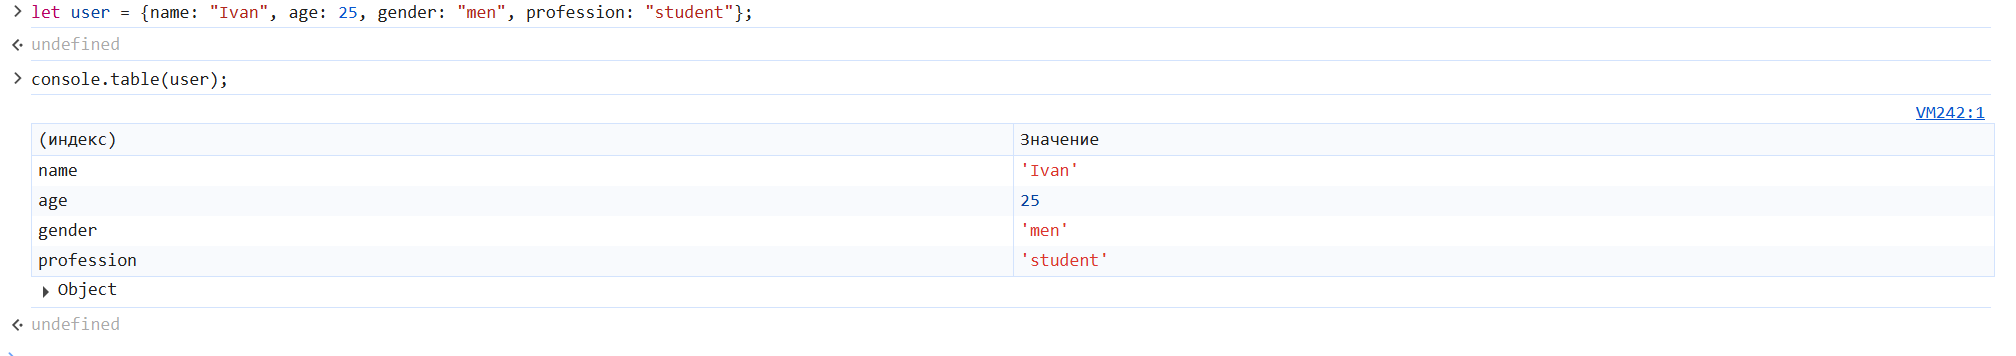 let user = {name: "Ivan", age: 25, gender: "men", profession: "student"};
undefined
console.table(user);
VM242:1
(индекс) Значение
name 'Ivan'
age 25
gender 'men'
profession 'student'
Object
undefined